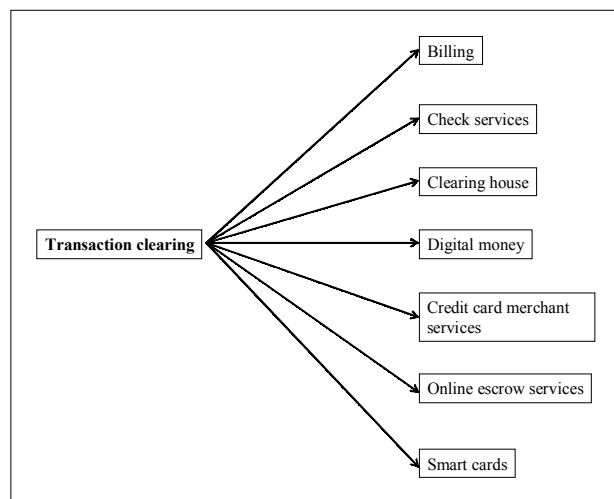 Billing
Check services
Clearing house
Transaction clearing
Digital money
Credit card merchant
services
Online escrow services
Smart cards